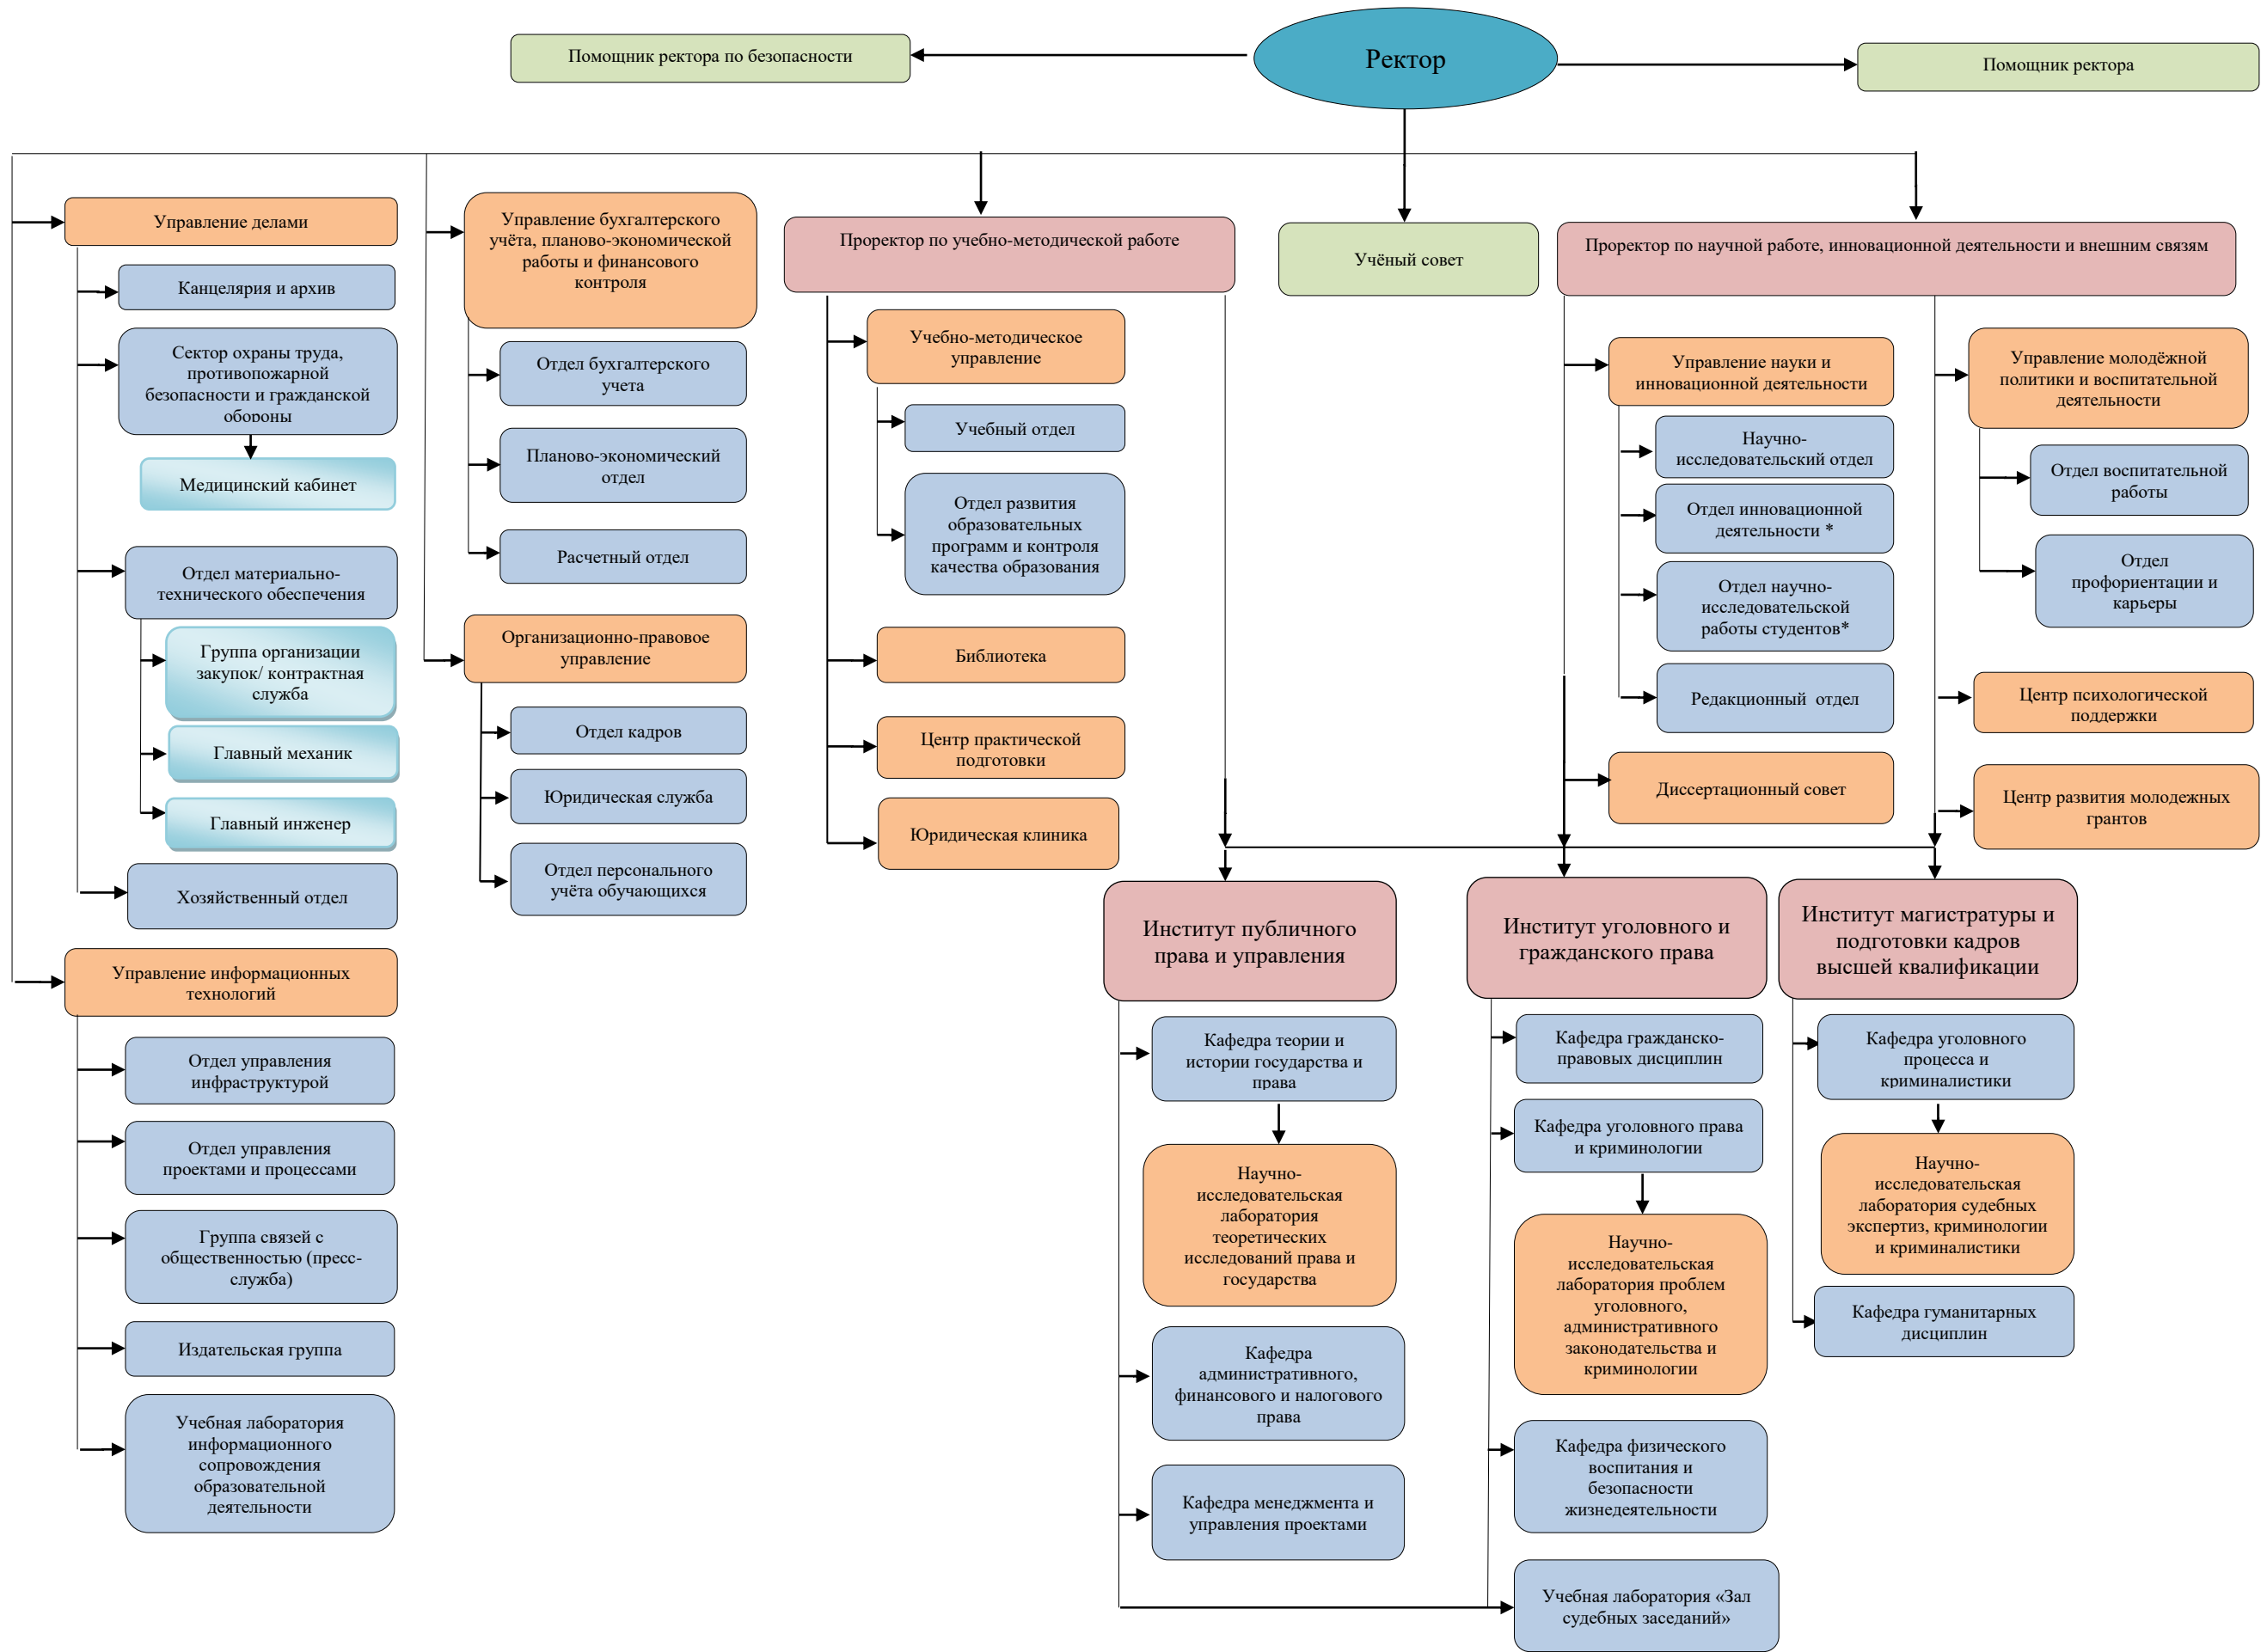 Ректор
Помощник ректора по безопасности
Помощник ректора
Управление делами
Канцелярия и архив
Сектор охраны труда,
противопожарной
безопасности и гражданской
обороны
Медицинский кабинет
Отдел материально-
технического обеспечения
Группа организации
закупок/ контрактная
служба
Главный механик
Главный инженер
Хозяйственный отдел
Управление информационных
технологий
Отдел управления
инфраструктурой
Отдел управления
проектами и процессами
Группа связей с
общественностью (пресс-
служба)
Издательская группа
Учебная лаборатория
информационного
сопровождения
образовательной
деятельности
Управление бухгалтерского
учёта, планово-экономической
работы и финансового
контроля
Отдел бухгалтерского
учета
Планово-экономический
отдел
Расчетный отдел
Организационно-правовое
управление
Отдел кадров
Юридическая служба
Отдел персонального
учёта обучающихся
Проректор по учебно-методической работе
Учебно-методическое
управление
Учебный отдел
Отдел развития
образовательных
программ и контроля
качества образования
Библиотека
Центр практической
подготовки
Юридическая клиника
Учёный совет
Проректор по научной работе, инновационной деятельности и внешним связям
Управление науки и
инновационной деятельности
Научно-
исследовательский отдел
Отдел инновационной
деятельности *
Отдел научно-
исследовательской
работы студентов*
Редакционный отдел
Диссертационный совет
Управление молодёжной
политики и воспитательной
деятельности
Отдел воспитательной
работы
Отдел
профориентации и
карьеры
Центр психологической
поддержки
Центр развития молодежных
грантов
Институт публичного
права и управления
Кафедра теории и
истории государства и
права
Научно-
исследовательская
лаборатория
теоретических
исследований права и
государства
Кафедра
административного,
финансового и налогового
права
Кафедра менеджмента и
управления проектами
Институт уголовного и
гражданского права
Кафедра гражданско-
правовых дисциплин
Кафедра уголовного права
и криминологии
Научно-
исследовательская
лаборатория проблем
уголовного,
административного
законодательства и
криминологии
Кафедра физического
воспитания и
безопасности
жизнедеятельности
Учебная лаборатория «Зал
судебных заседаний»
Институт магистратуры и
подготовки кадров
высшей квалификации
Кафедра уголовного
процесса и
криминалистики
Научно-
исследовательская
лаборатория судебных
экспертиз, криминологии
и криминалистики
Кафедра гуманитарных
дисциплин